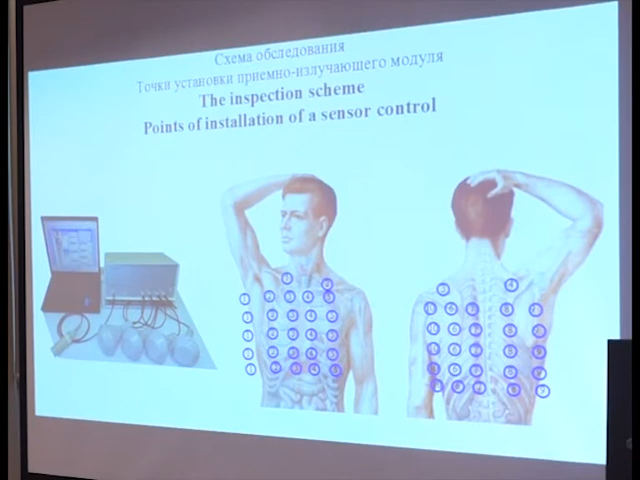 Схема обследования
Точки установки приемно-излучающего модуля
The inspection scheme
Points of installation of a sensor control